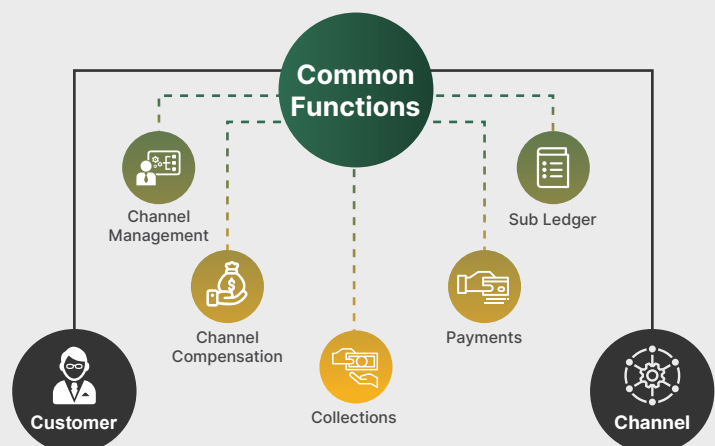 Common
Functions
Channel
Management
Sub Ledger
Channel
Compensation
Payments
Collections
Customer
Channel